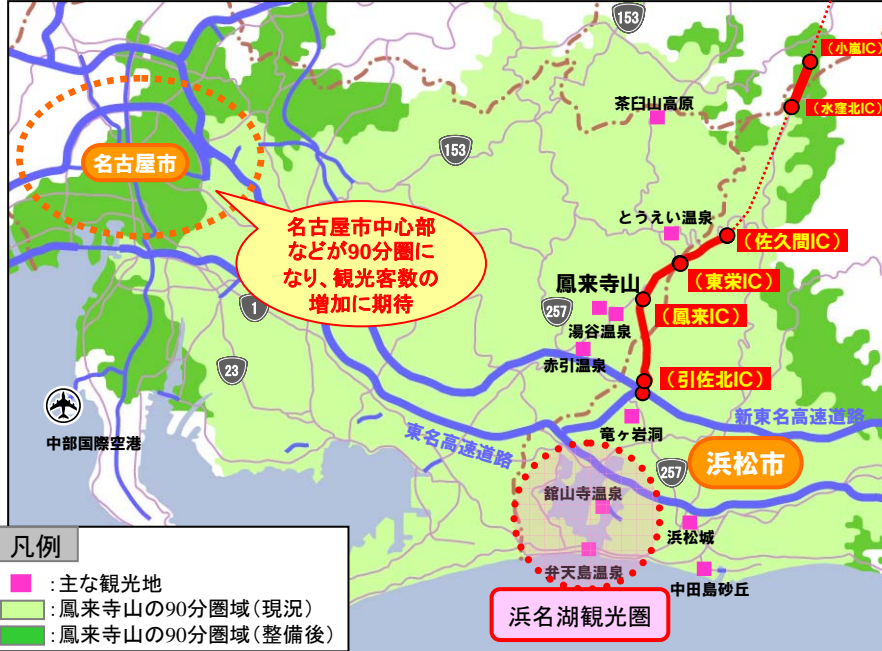 153
(小嵐IC)
(水窪北IC)
茶臼山高原
153
名古屋市
とうえい温泉
名古屋市中心部
などが90分圏に
なり、観光客数の
増加に期待
(佐久間IC)
(東栄IC)
鳳来寺山
(鳳来IC)
257
1
湯谷温泉
赤引温泉
23
(引佐北IC)
新東名高速道路
竜ヶ岩洞
中部国際空港
東名高速道路
257
浜松市
舘山寺温泉
浜松城
弁天島温泉
中田島砂丘
浜名湖観光圏
凡例
:主な観光地
:鳳来寺山の90分圏域(現況)
:鳳来寺山の90分圏域(整備後)